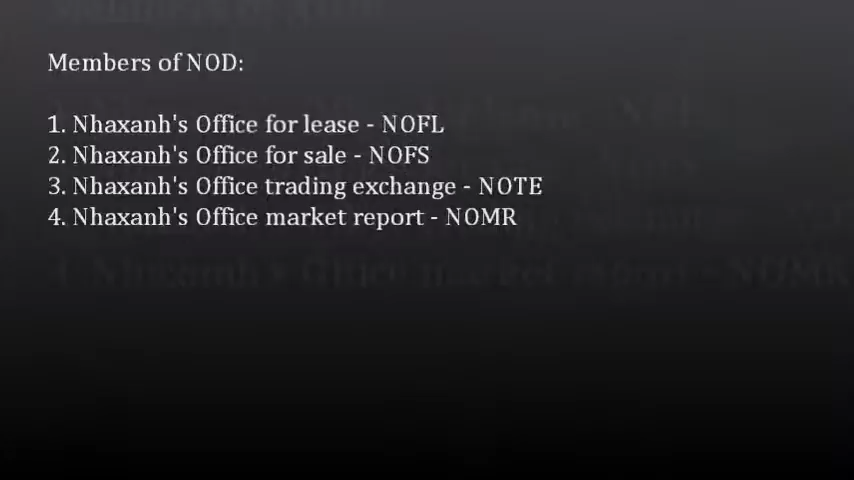 Members of NOD:
1. Nhaxanh's Office for lease - NOFL
2. Nhaxanh's Office for sale - NOFS
3. Nhaxanh's Office trading exchange - NOTE
4. Nhaxanh's Office market report - NOMR